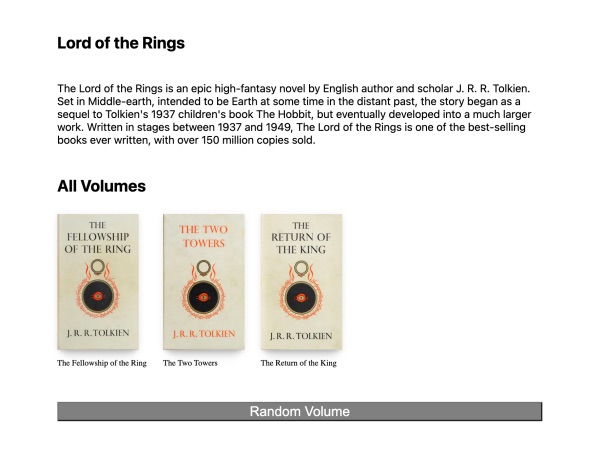 Lord of the Rings
The Lord of the Rings is an epic high-fantasy novel by English author and scholar J. R. R. Tolkien.
Set in Middle-earth, intended to be Earth at some time in the distant past, the story began as a
sequel to Tolkien's 1937 children's book The Hobbit, but eventually developed into a much larger
work. Written in stages between 1937 and 1949, The Lord of the Rings is one of the best-selling
books ever written, with over 150 million copies sold.
All Volumes
THE
FELLOWSHIP
OF THE RING
J. R. R. TOLKIEN
The Fellowship of the Ring
THE TWO
TOWERS
J. R. R. TOLKIEN
The Two Towers
THE
RETURN OF
THE KING
J. R. R. TOLKIEN
The Return of the King
Random Volume